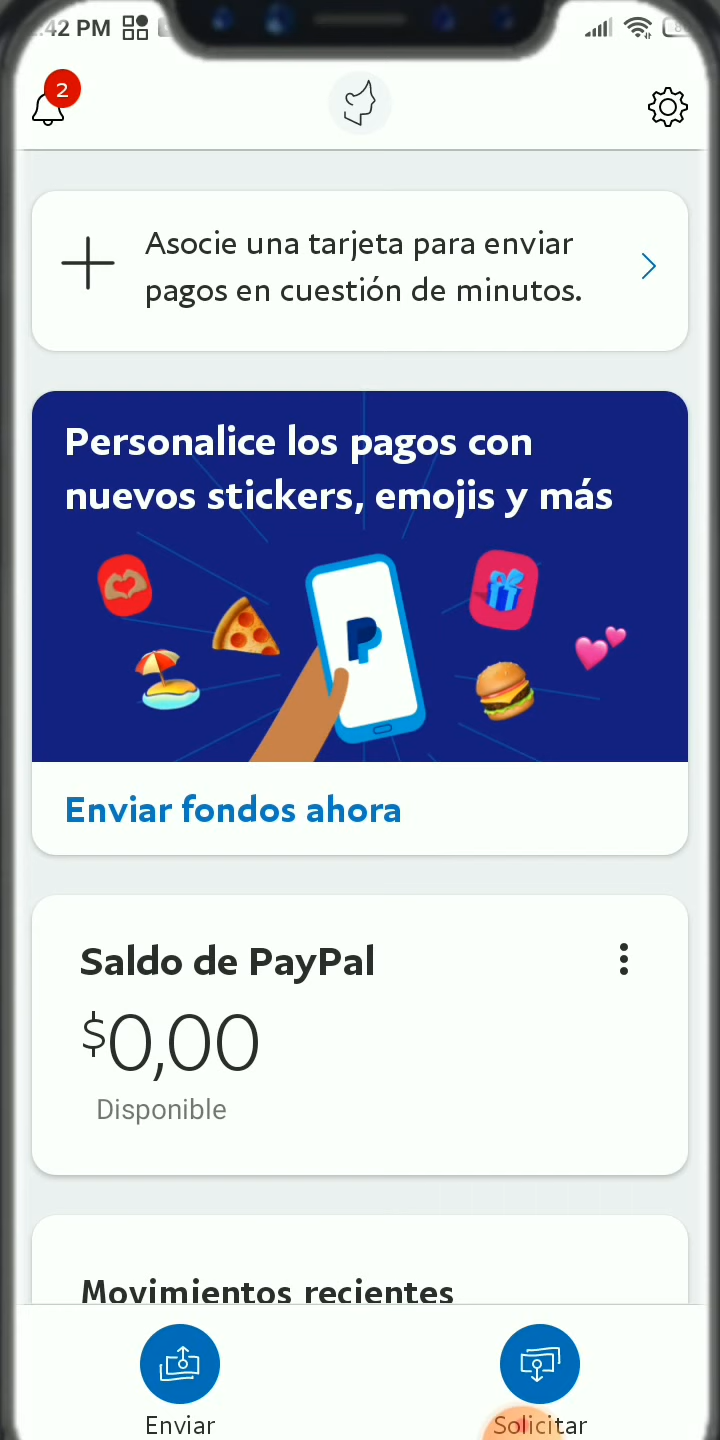 :42 PM
2
Asocie una tarjeta para enviar
pagos en cuestión de minutos.
Personalice los pagos con
nuevos stickers, emojis y más
Enviar fondos ahora
Saldo de PayPal
$0,00
Disponible
Movimientos recientes
Enviar
Solicitar